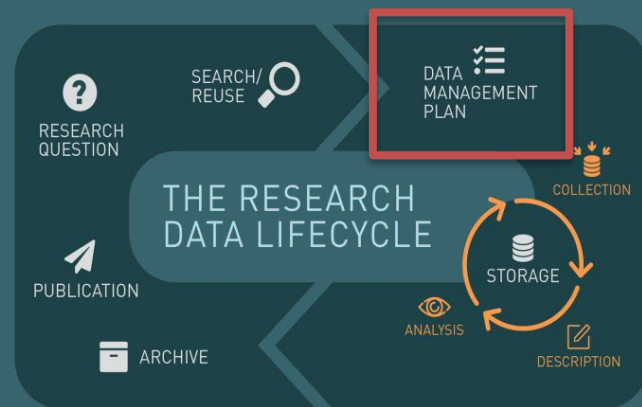 SEARCH/
REUSE
DATA
MANAGEMENT
PLAN
RESEARCH
QUESTION
COLLECTION
THE RESEARCH
DATA LIFECYCLE
STORAGE
PUBLICATION
ANALYSIS
ARCHIVE
DESCRIPTION